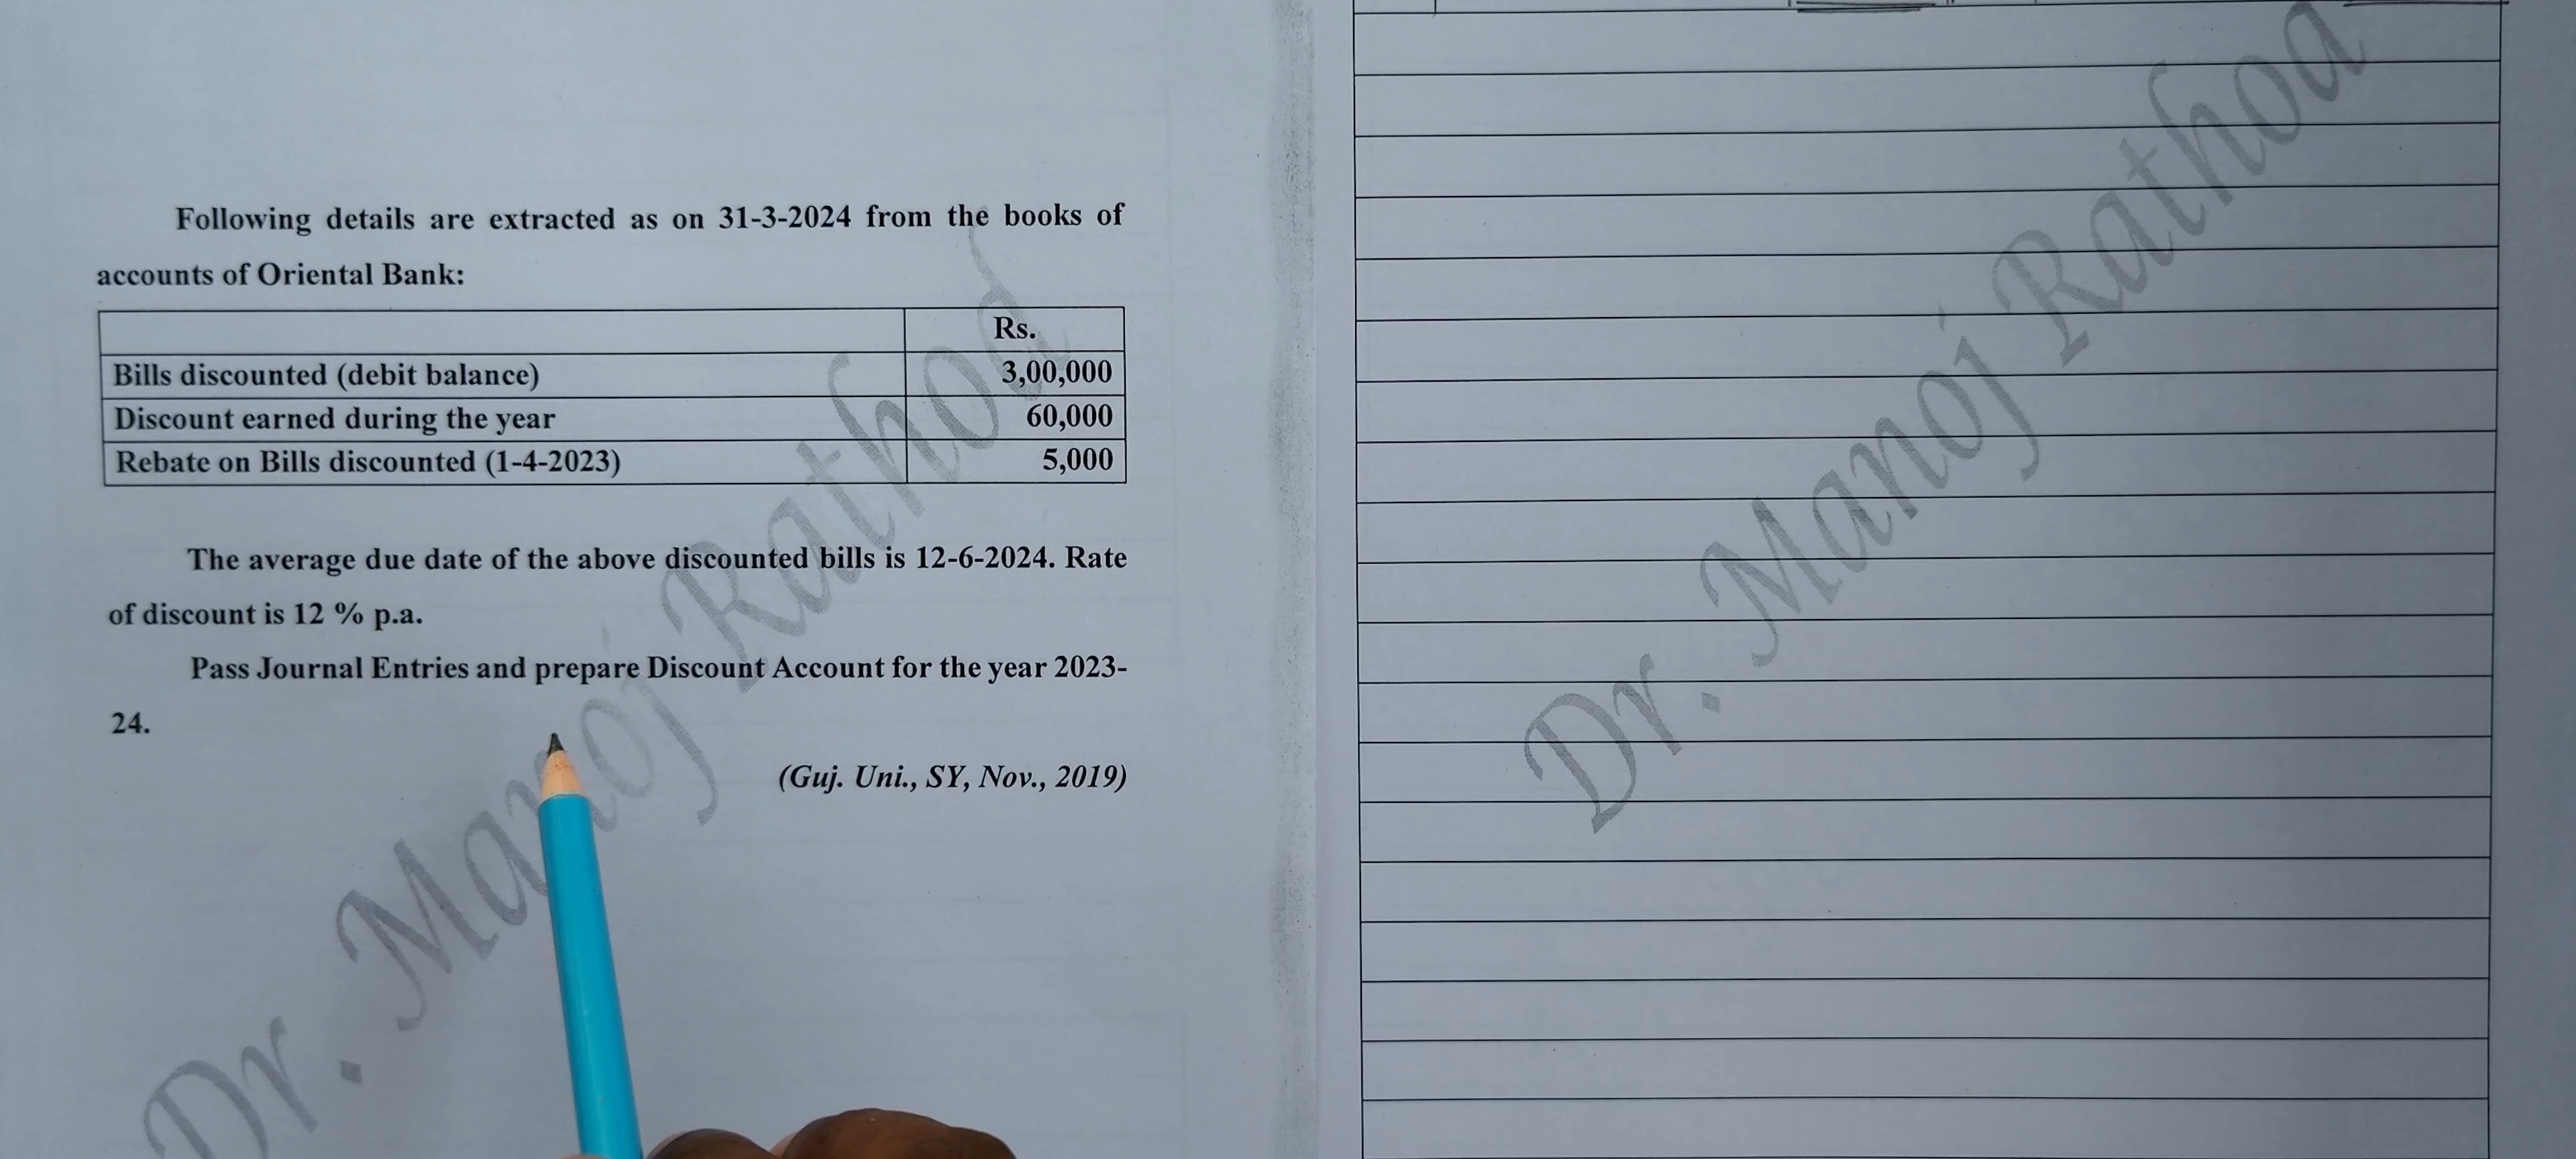 Following details are extracted as on 31-3-2024 from the books of
accounts of Oriental Bank:
Rs.
Bills discounted (debit balance) 3,00,000
Discount earned during the year 60,000
Rebate on Bills discounted (1-4-2023) 5,000
The average due date of the above discounted bills is 12-6-2024. Rate
of discount is 12 % p.a.
Pass Journal Entries and prepare Discount Account for the year 2023-
24.
(Guj. Uni., SY, Nov., 2019)
Dr. Manoj Rathod
Dr. Manoj Rathod